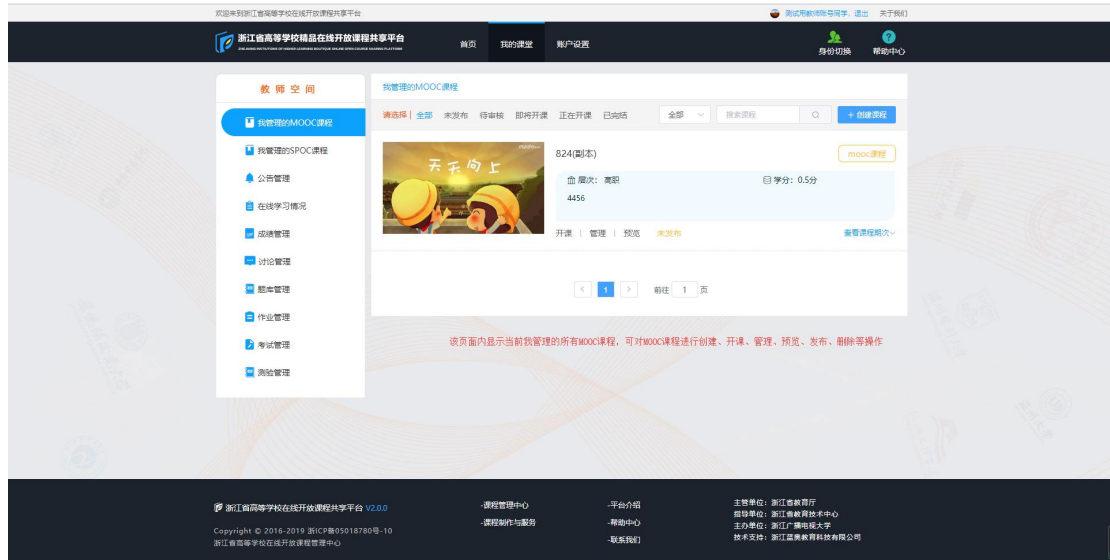 欢迎来到浙江省高等学校在线开放课程共享平台
测试用教师账号同学，退出 关于我们
浙江省高等学校精品在线开放课程共享平台
首页 我的课堂 账户设置
身份切换 帮助中心
教师空间
我管理的MOOC课程
我管理的SPOC课程
公告管理
在线学习情况
成绩管理
讨论管理
题库管理
作业管理
考试管理
测验管理
我管理的MOOC课程
请选择 | 全部 未发布 待审核 即将开课 正在开课 已完结
全部 搜索课程 + 创建课程
天天向上
824(副本) mooc课程
层次：高职 学分：0.5分
4456
开课 | 管理 | 预览 未发布 查看课程期次
< 1 > 前往 1 页
该页面内显示当前我管理的所有MOOC课程，可对MOOC课程进行创建、开课、管理、预览、发布、删除等操作
浙江省高等学校在线开放课程共享平台 V2.0.0
Copyright © 2016-2019 浙ICP备05018780号-10
浙江省高等学校在线开放课程管理中心
-课程管理中心
-课程制作与服务
-平台介绍
-帮助中心
-联系我们
主管单位：浙江省教育厅
指导单位：浙江省教育技术中心
主办单位：浙江广播电视大学
技术支持：浙江蓝奥教育科技有限公司